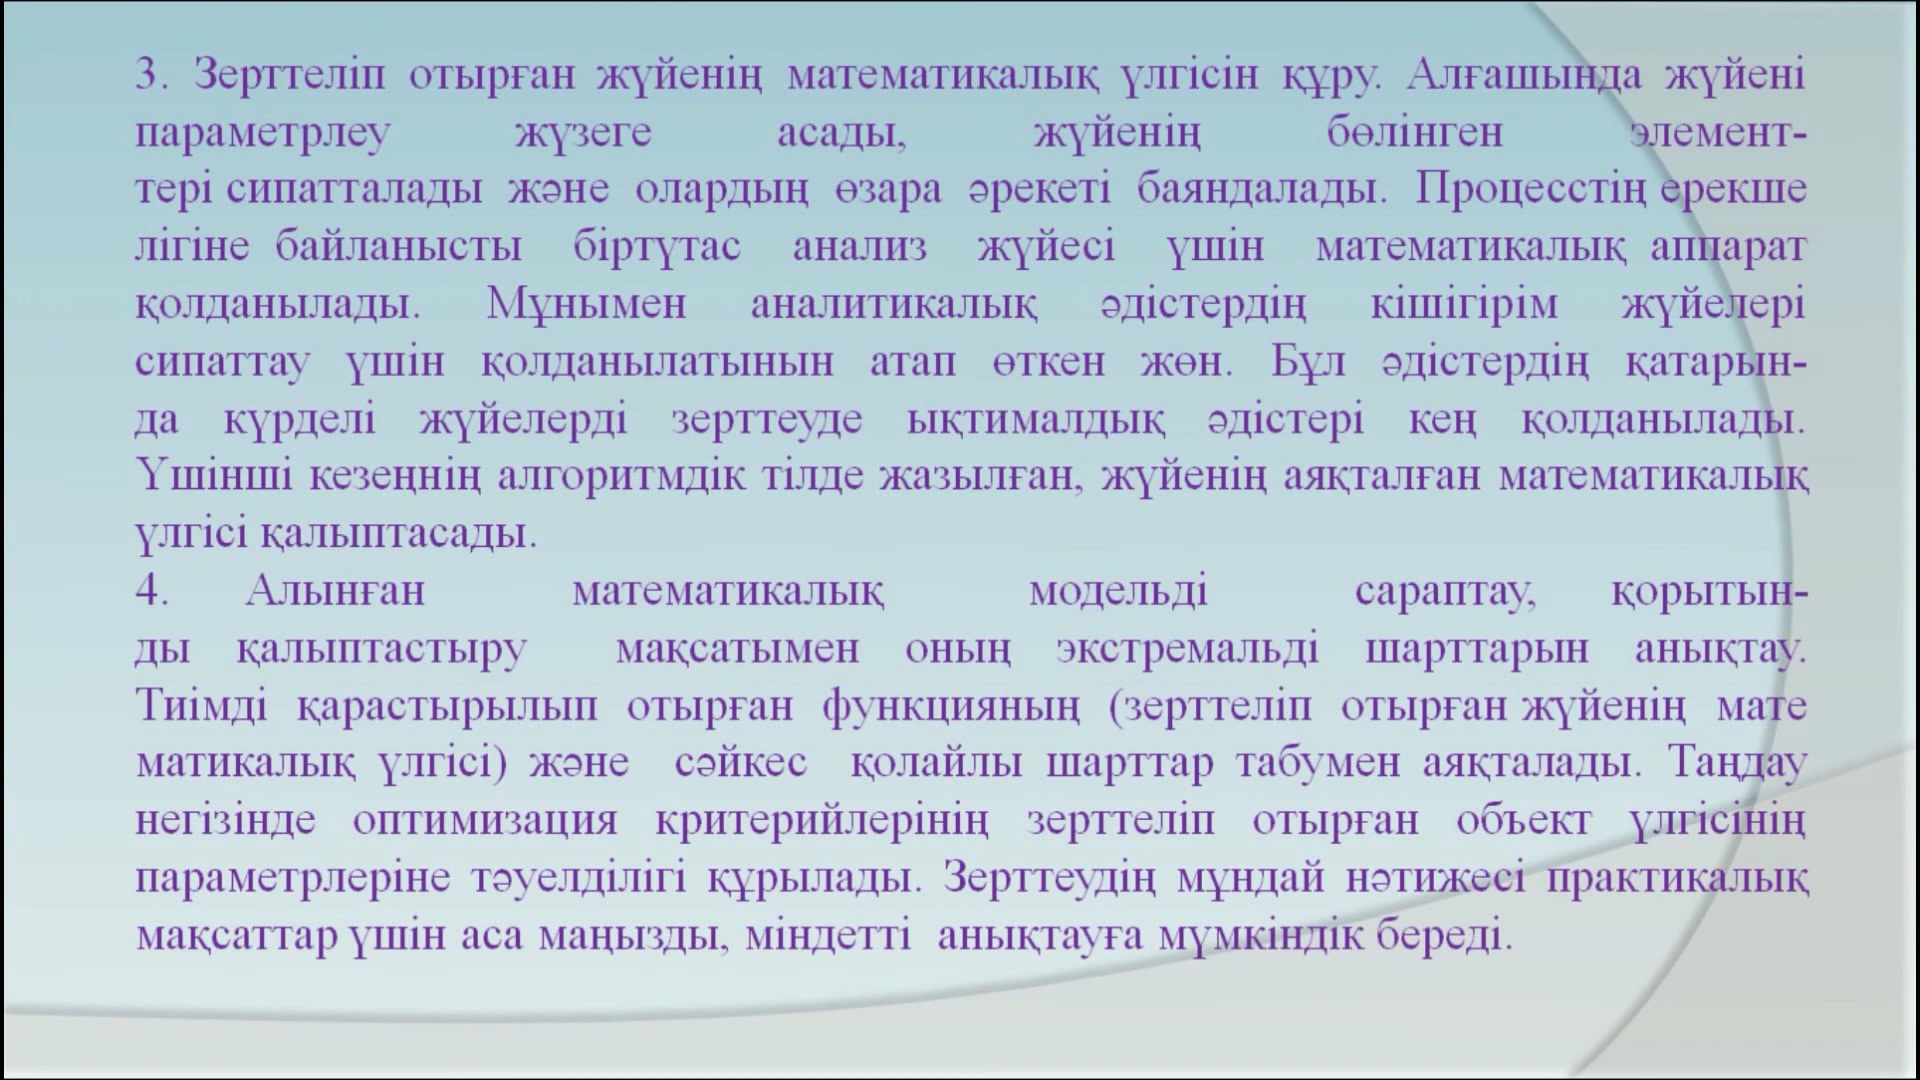 3. Зерттеліп отырған жүйенің математикалық үлгісін құру. Алғашында жүйені
параметрлеу жүзеге асады, жүйенің бөлінген элемент-
тері сипатталады және олардың өзара әрекеті баяндалады. Процесстің ерекше
лігіне байланысты біртұтас анализ жүйесі үшін математикалық аппарат
қолданылады. Мұнымен аналитикалық әдістердің кішігірім жүйелері
сипаттау үшін қолданылатынын атап өткен жөн. Бұл әдістердің қатарын-
да күрделі жүйелерді зерттеуде ықтималдық әдістері кең қолданылады.
Үшінші кезеңнің алгоритмдік тілде жазылған, жүйенің аяқталған математикалық
үлгісі қалыптасады.
4. Алынған математикалық модельді сараптау, қорытын-
ды қалыптастыру мақсатымен оның экстремальді шарттарын анықтау.
Тиімді қарастырылып отырған функцияның (зерттеліп отырған жүйенің мате
матикалық үлгісі) және сәйкес қолайлы шарттар табумен аяқталады. Таңдау
негізінде оптимизация критерийлерінің зерттеліп отырған объект үлгісінің
параметрлеріне тәуелділігі құрылады. Зерттеудің мұндай нәтижесі практикалық
мақсаттар үшін аса маңызды, міндетті анықтауға мүмкіндік береді.